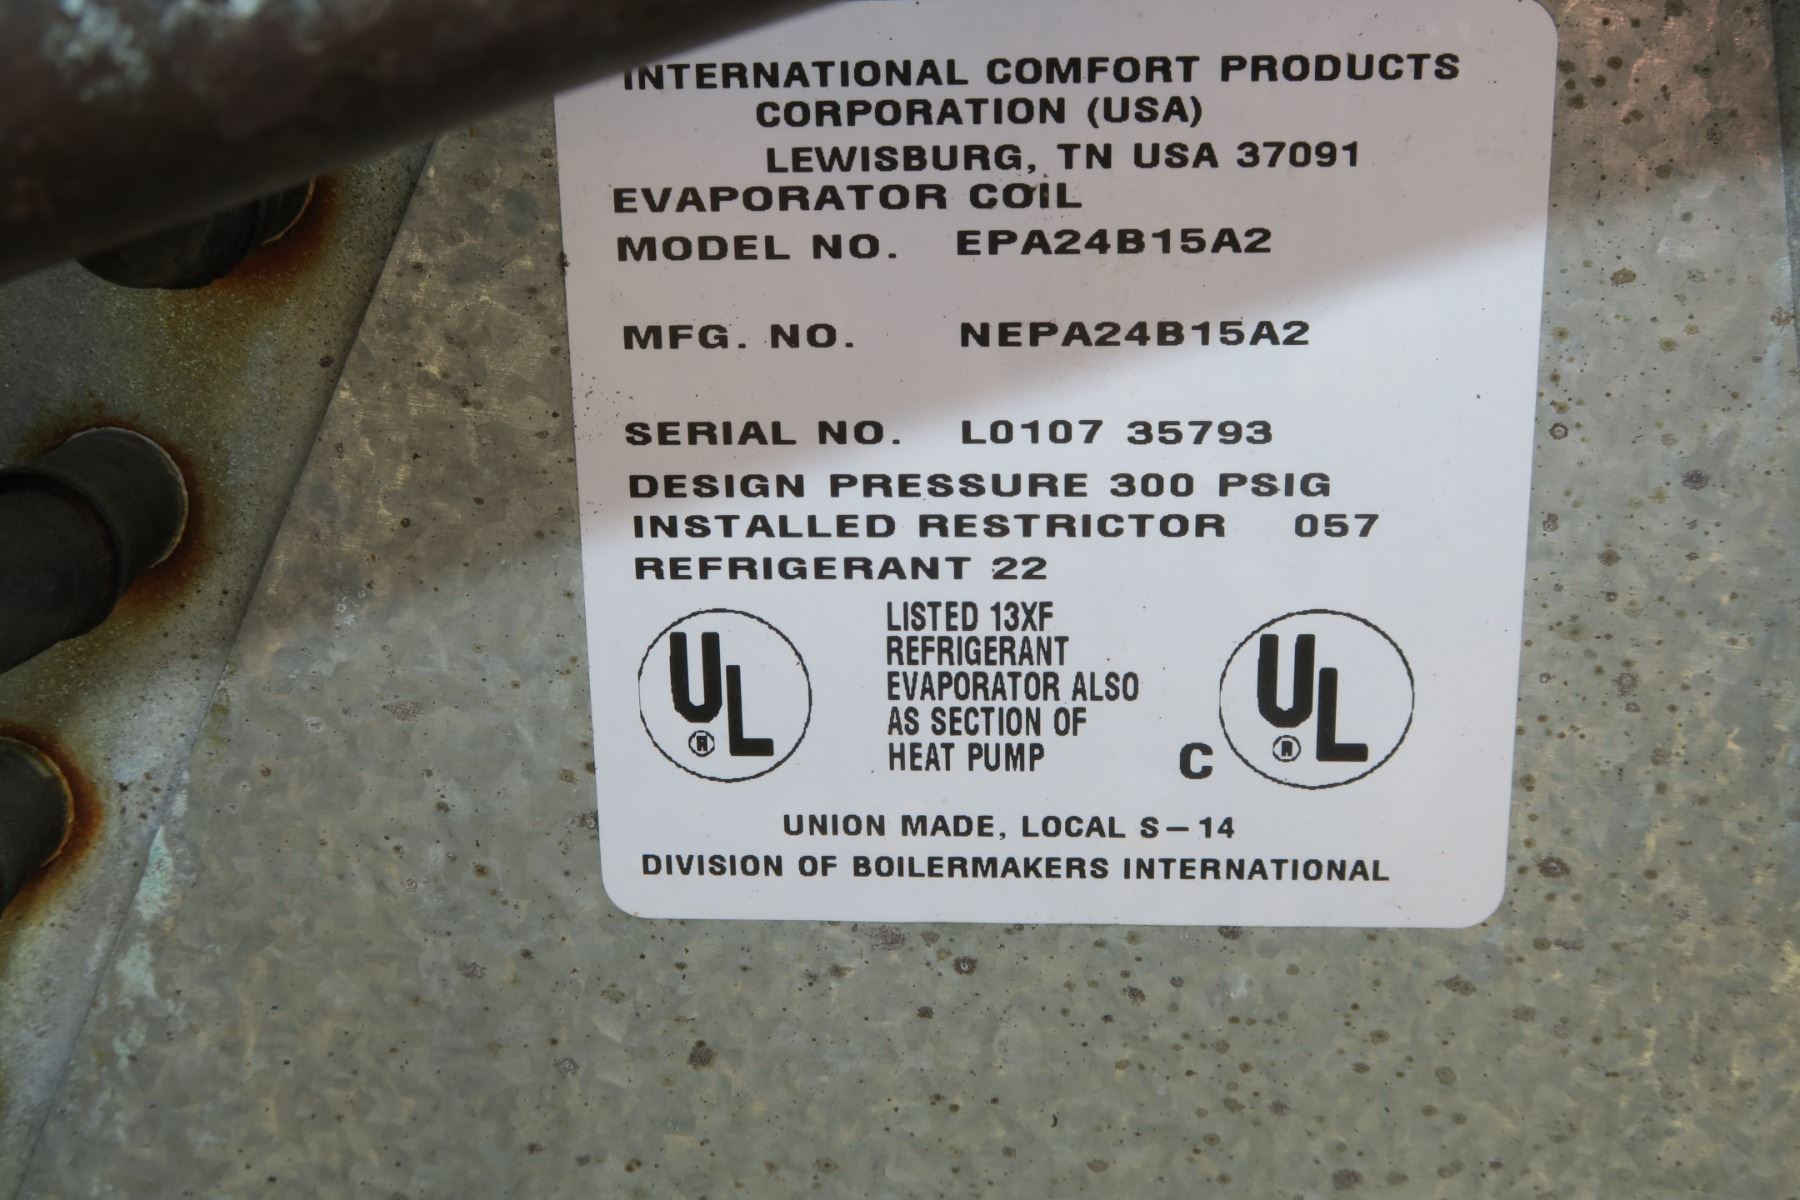 INTERNATIONAL COMFORT PRODUCTS
CORPORATION (USA)
LEWISBURG, TN USA 37091
EVAPORATOR COIL
MODEL NO. EPA24B15A2
MFG. NO. NEPA24B15A2
SERIAL NO. L0107 35793
DESIGN PRESSURE 300 PSIG
INSTALLED RESTRICTOR 057
REFRIGERANT 22
UL ®
LISTED 13XF
REFRIGERANT
EVAPORATOR ALSO
AS SECTION OF
HEAT PUMP
C UL ®
UNION MADE, LOCAL S-14
DIVISION OF BOILERMAKERS INTERNATIONAL